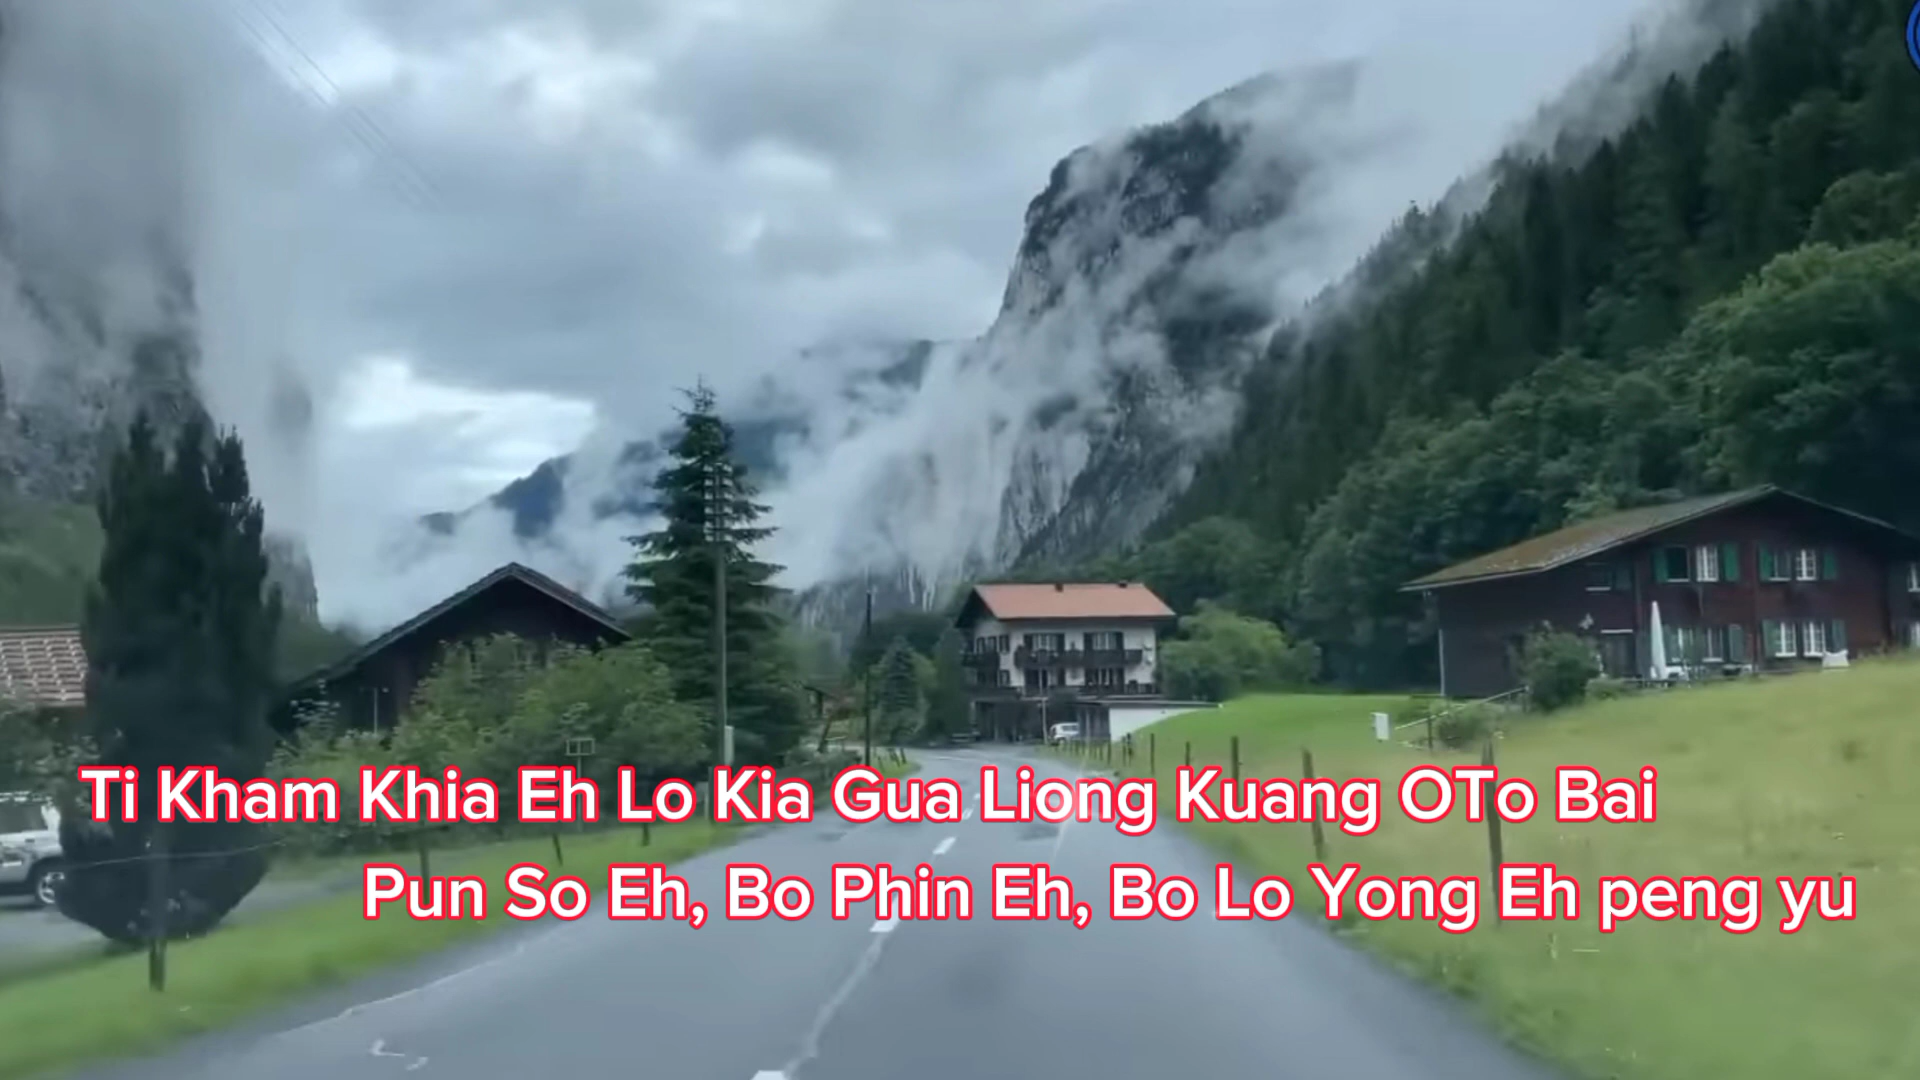 Ti Kham Khia Eh Lo Kia Gua Liong Kuang OTo Bai
Pun So Eh, Bo Phin Eh, Bo Lo Yong Eh peng yu